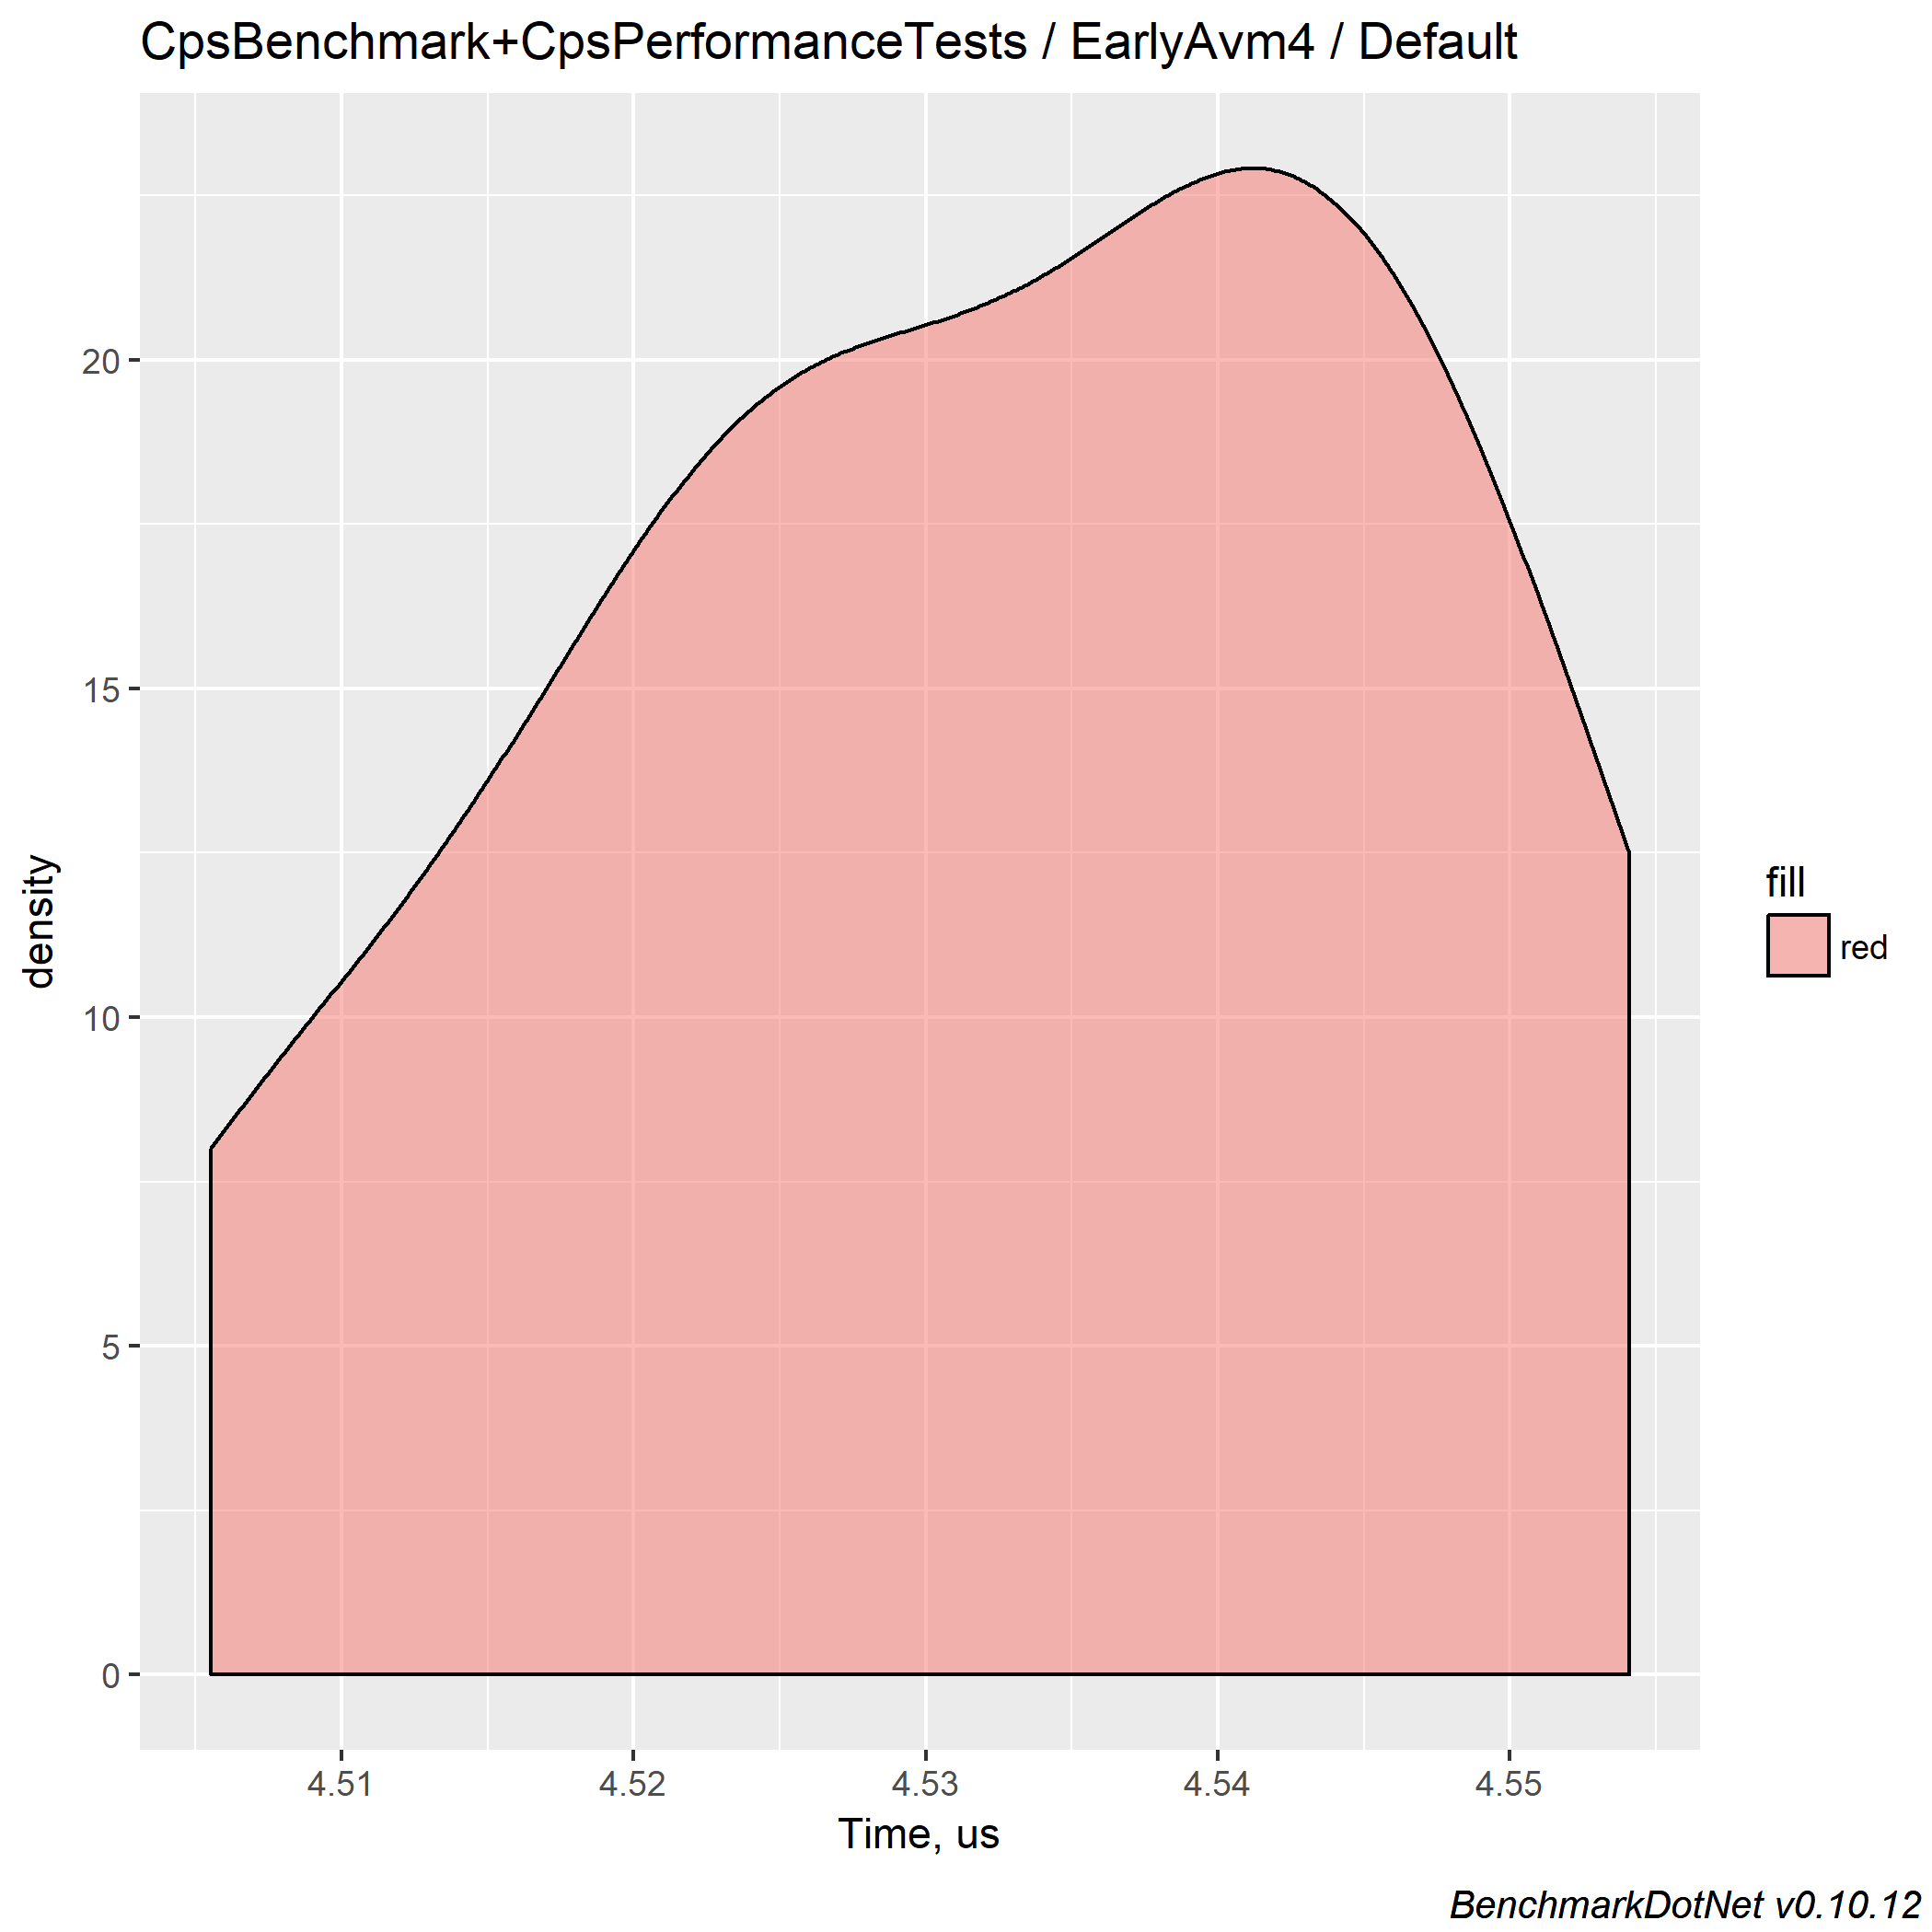 CpsBenchmark+CpsPerformanceTests / EarlyAvm4 / Default
density
20
15
10
5
0
4.51 4.52 4.53 4.54 4.55
Time, us
fill
red
BenchmarkDotNet v0.10.12